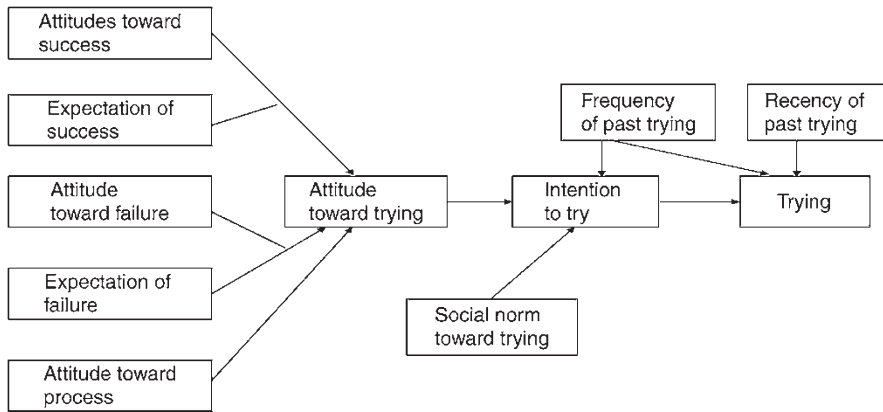 Attitudes toward
success
Expectation of
success
Attitude
toward failure
Expectation of
failure
Attitude toward
process
Attitude
toward trying
Frequency
of past trying
Recency of
past trying
Intention
to try
Trying
Social norm
toward trying